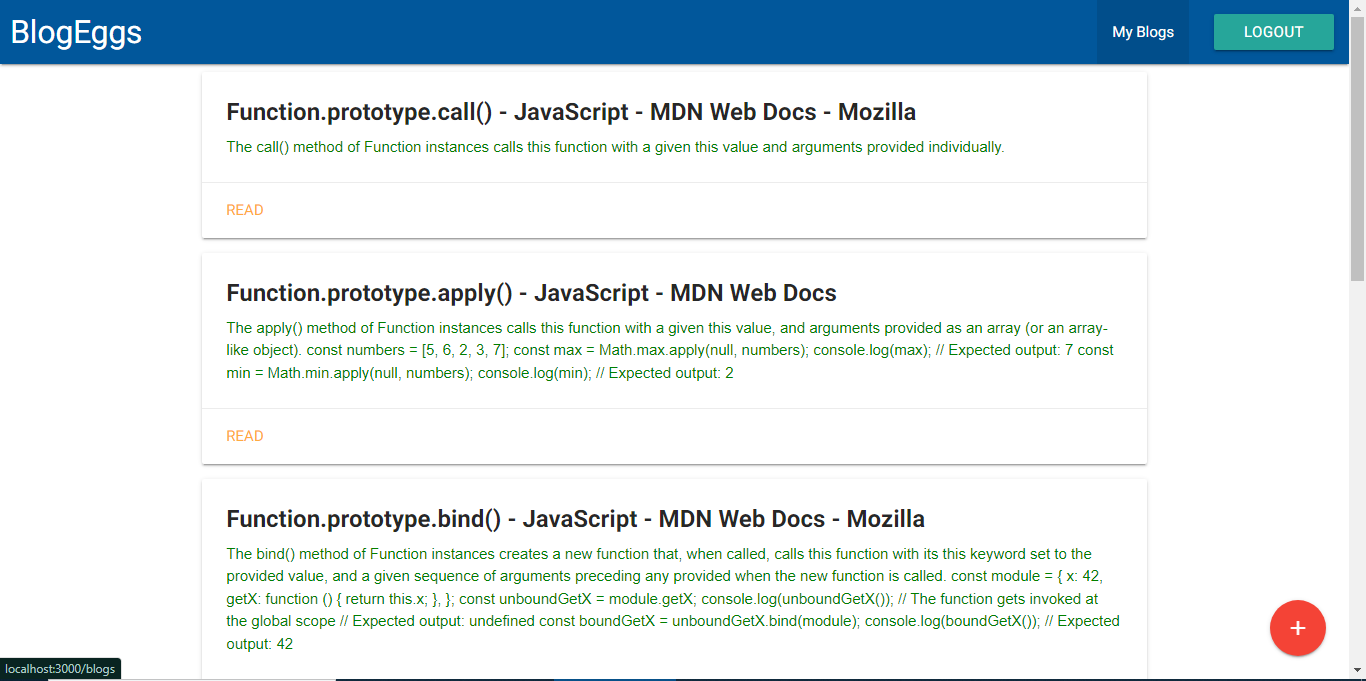 BlogEggs
My Blogs
LOGOUT
Function.prototype.call() - JavaScript - MDN Web Docs - Mozilla
The call() method of Function instances calls this function with a given this value and arguments provided individually.
READ
Function.prototype.apply() - JavaScript - MDN Web Docs
The apply() method of Function instances calls this function with a given this value, and arguments provided as an array (or an array-
like object). const numbers = [5, 6, 2, 3, 7]; const max = Math.max.apply(null, numbers); console.log(max); // Expected output: 7 const
min = Math.min.apply(null, numbers); console.log(min); // Expected output: 2
READ
Function.prototype.bind() - JavaScript - MDN Web Docs - Mozilla
The bind() method of Function instances creates a new function that, when called, calls this function with its this keyword set to the
provided value, and a given sequence of arguments preceding any provided when the new function is called. const module = { x: 42,
getX: function () { return this.x; }, }; const unboundGetX = module.getX; console.log(unboundGetX()); // The function gets invoked at
the global scope // Expected output: undefined const boundGetX = unboundGetX.bind(module); console.log(boundGetX()); // Expected
output: 42
+
localhost:3000/blogs